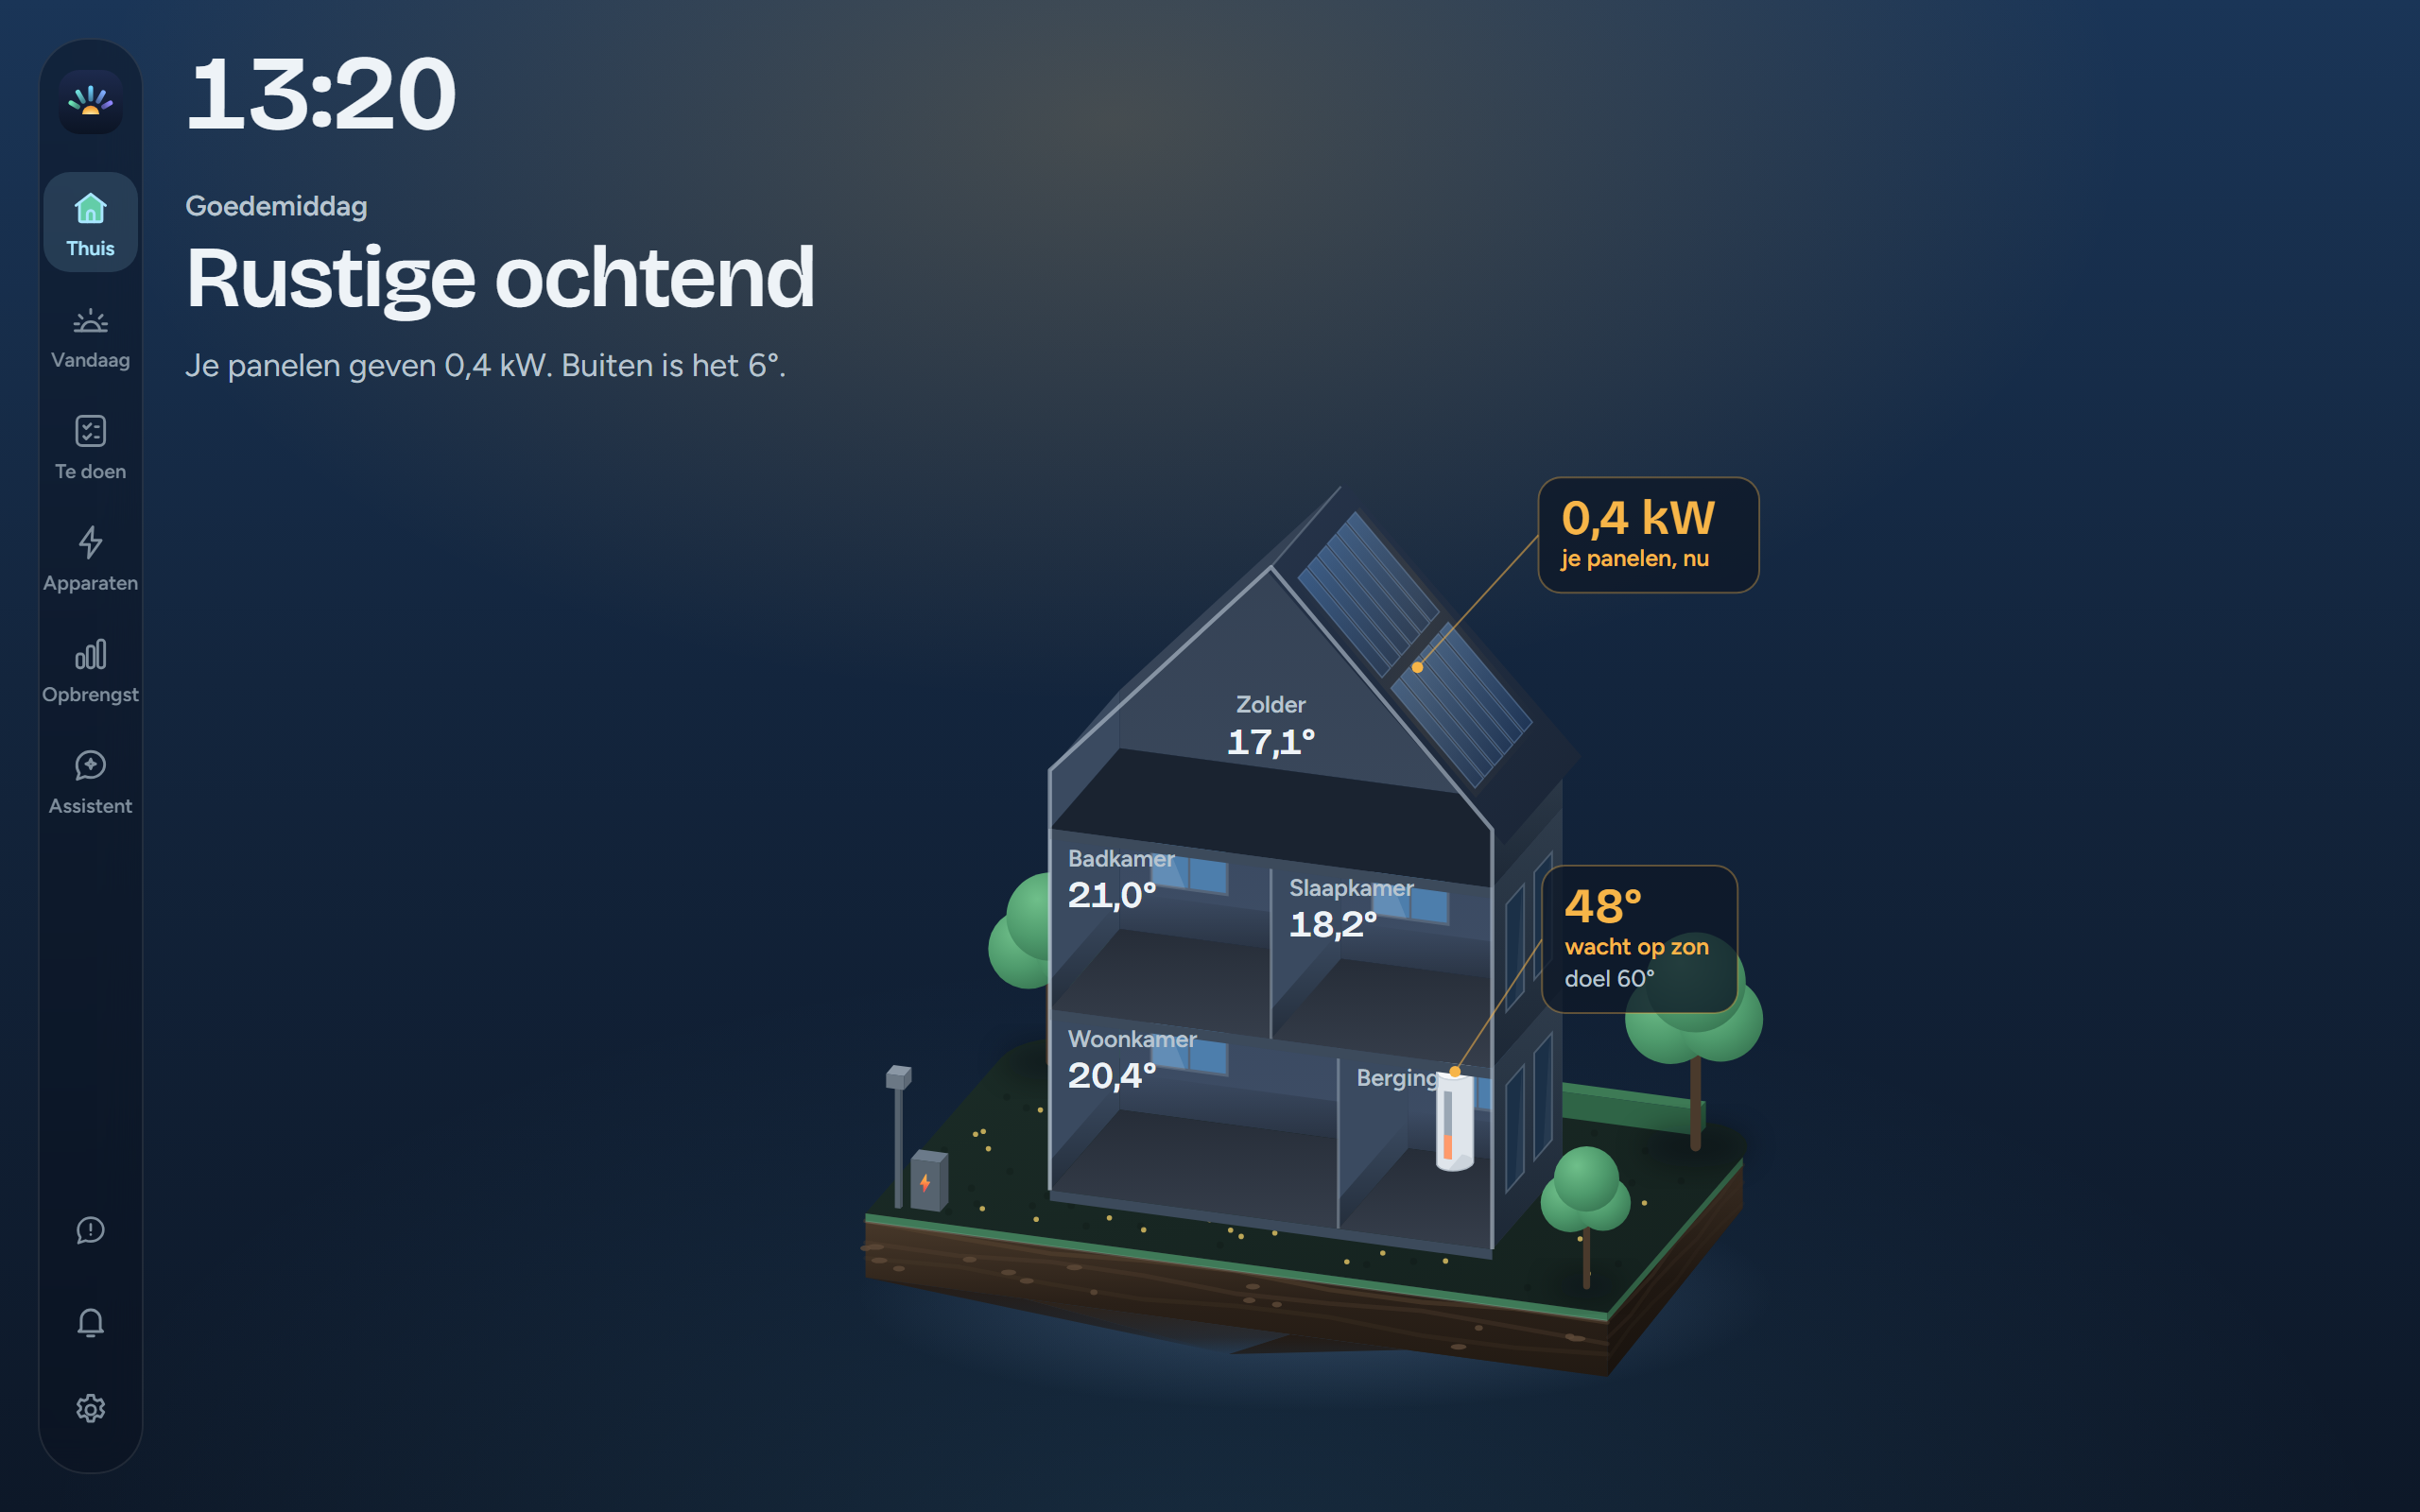 13:20
Goedemiddag
Rustige ochtend
Je panelen geven 0,4 kW. Buiten is het 6°.
Thuis
Vandaag
Te doen
Apparaten
Opbrengst
Assistent
0,4 kW
je panelen, nu
Zolder
17,1°
Badkamer
21,0°
Slaapkamer
18,2°
48°
wacht op zon
doel 60°
Woonkamer
20,4°
Berging